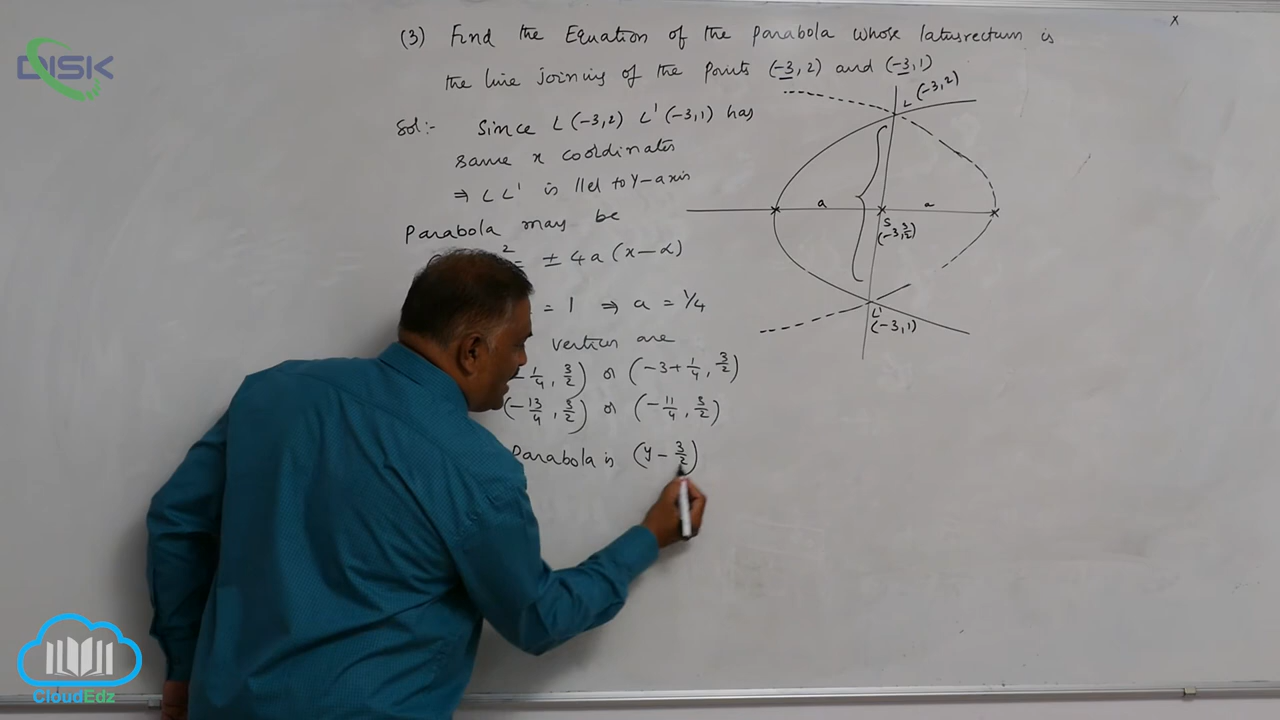 DISK
(3) Find the Equation of the parabola whose latusrectum is
the line joining of the points (-3, 2) and (-3, 1)
Sol:- Since L(-3,2) L'(-3,1) has
same x coordinates
⇒ LL' is llel to Y-axis
Parabola may be
2 = ± 4a (x-α)
= 1 ⇒ a = 1/4
vertices are
- 1/4, 3/2) or (-3+1/4, 3/2)
(-13/4, 3/2) or (-11/4, 3/2)
Parabola is (y - 3/2)
x
L (-3,2)
a
a
S
(-3, 3/2)
L'
(-3,1)
CloudEdz